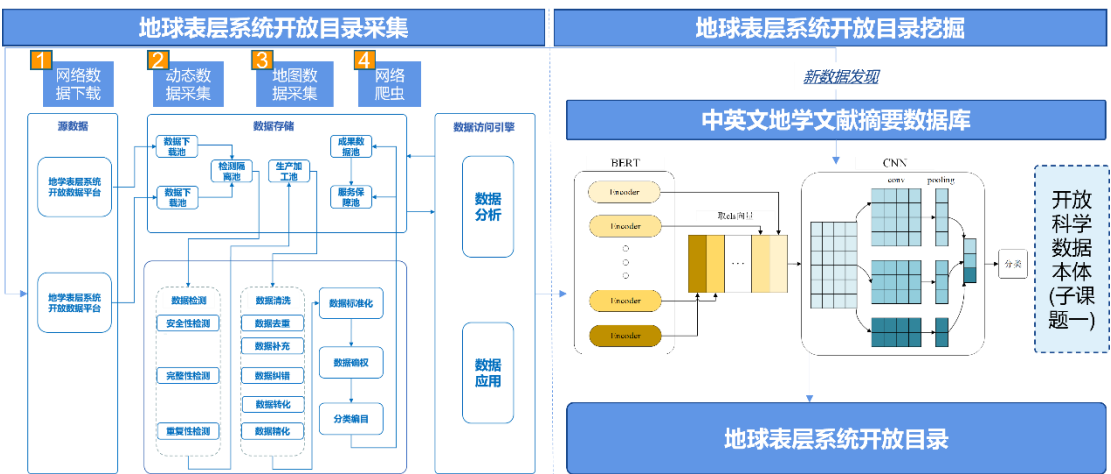 地球表层系统开放目录采集
地球表层系统开放目录挖掘
1
网络数
据下载
2
动态数
据采集
3
地图数
据采集
4
网络
爬虫
新数据发现
中英文地学文献摘要数据库
源数据
地学表层系统
开放数据平台
地学表层系统
开放数据平台
数据存储
数据下
载池
数据下
载池
检测隔
离池
生产加
工池
成果数
据池
服务保
障池
数据检测
安全性检测
完整性检测
重复性检测
数据清洗
数据去重
数据补充
数据纠错
数据转化
数据精化
数据标准化
数据确权
分类编目
数据访问引擎
数据
分析
数据
应用
BERT
Encoder
Encoder
Encoder
Encoder
取cls向量
...
CNN
conv
pooling
分类
开放
科学
数据
本体
(子课
题一)
地球表层系统开放目录